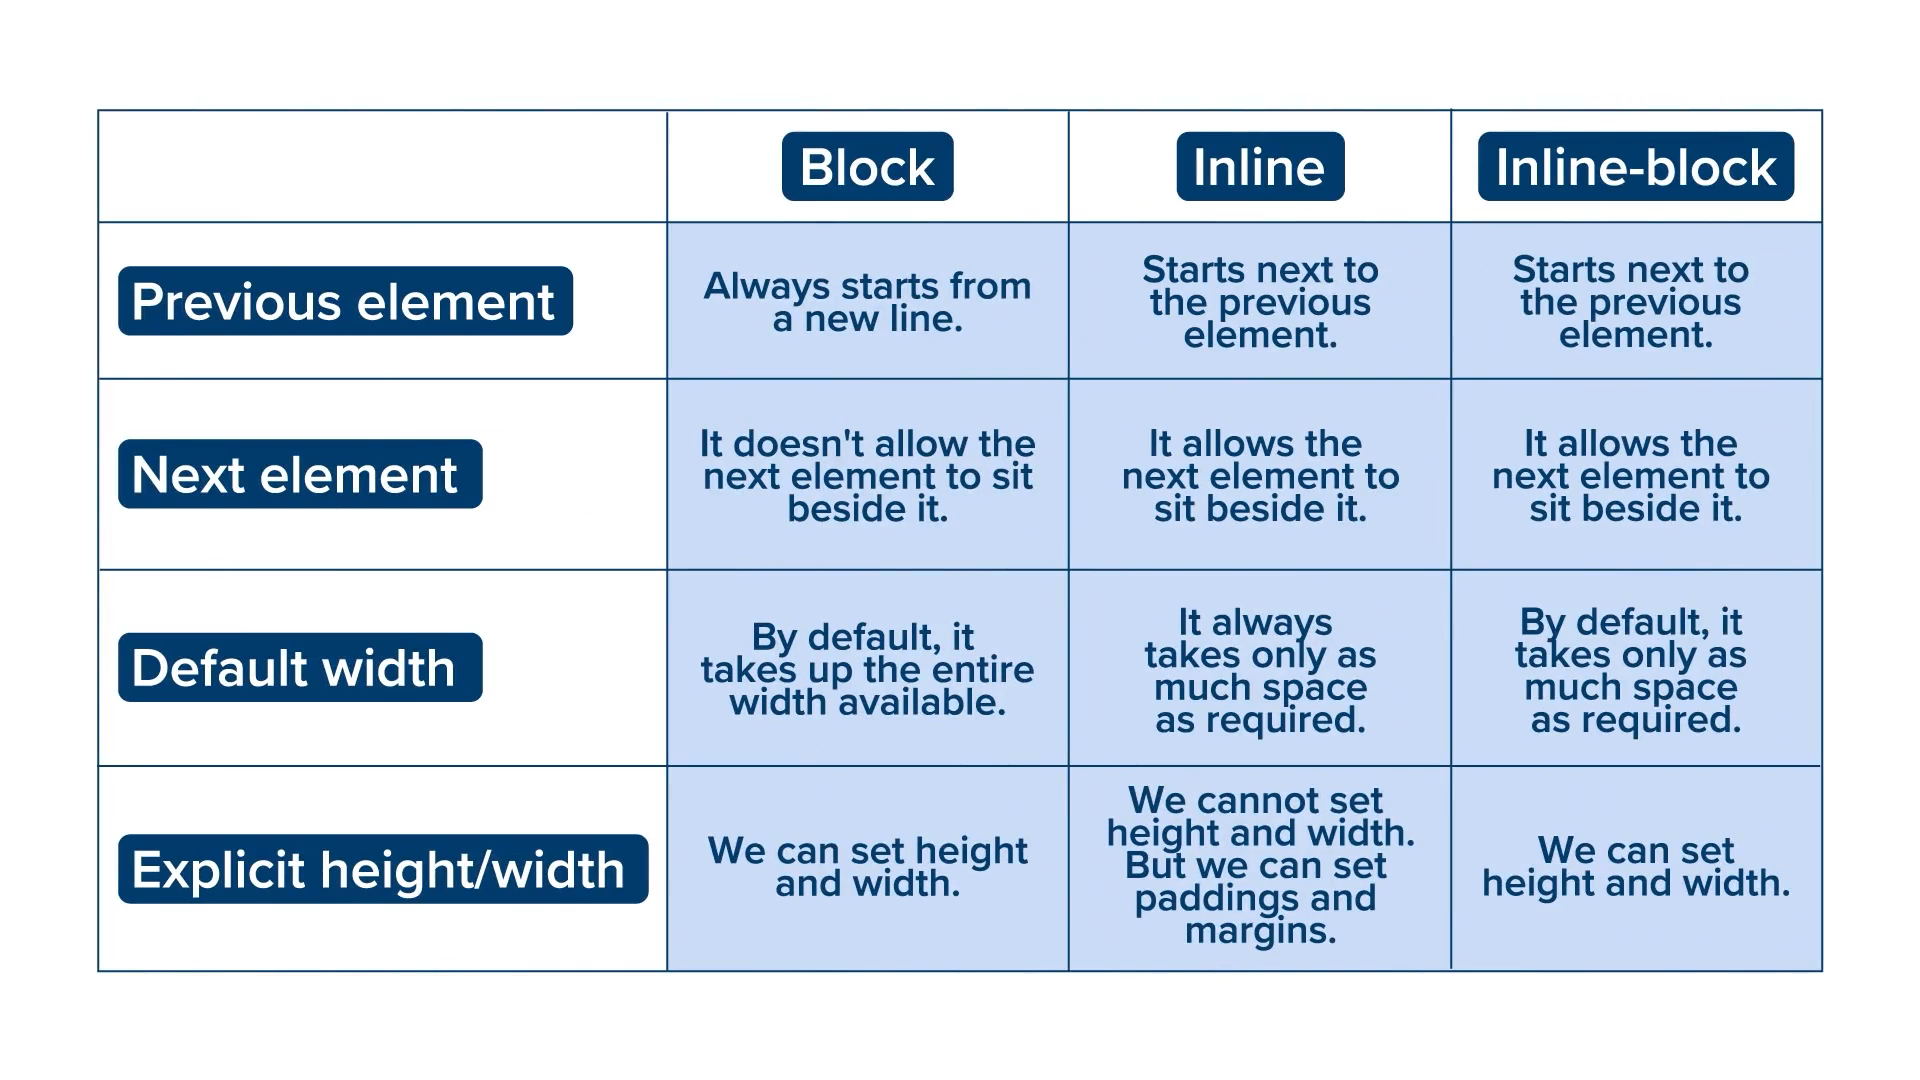 Block
Inline
Inline-block
Previous element
Always starts from
a new line.
Starts next to
the previous
element.
Starts next to
the previous
element.
Next element
It doesn't allow the
next element to sit
beside it.
It allows the
next element to
sit beside it.
It allows the
next element to
sit beside it.
Default width
By default, it
takes up the entire
width available.
It always
takes only as
much space
as required.
By default, it
takes only as
much space
as required.
Explicit height/width
We can set height
and width.
We cannot set
height and width.
But we can set
paddings and
margins.
We can set
height and width.